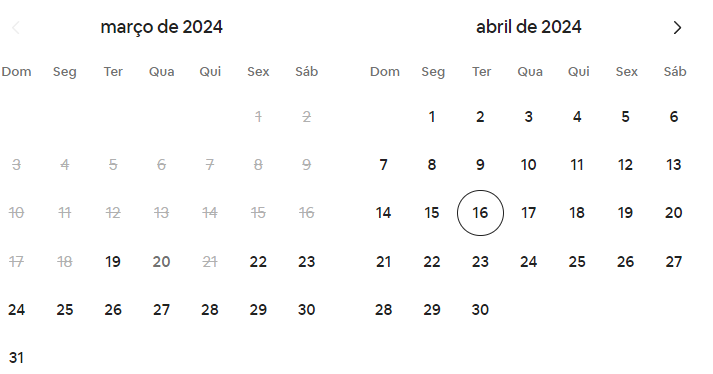 março de 2024
Dom Seg Ter Qua Qui Sex Sáb
1 2
3 4 5 6 7 8 9
10 11 12 13 14 15 16
17 18 19 20 21 22 23
24 25 26 27 28 29 30
31
abril de 2024
Dom Seg Ter Qua Qui Sex Sáb
1 2 3 4 5 6
7 8 9 10 11 12 13
14 15 16 17 18 19 20
21 22 23 24 25 26 27
28 29 30